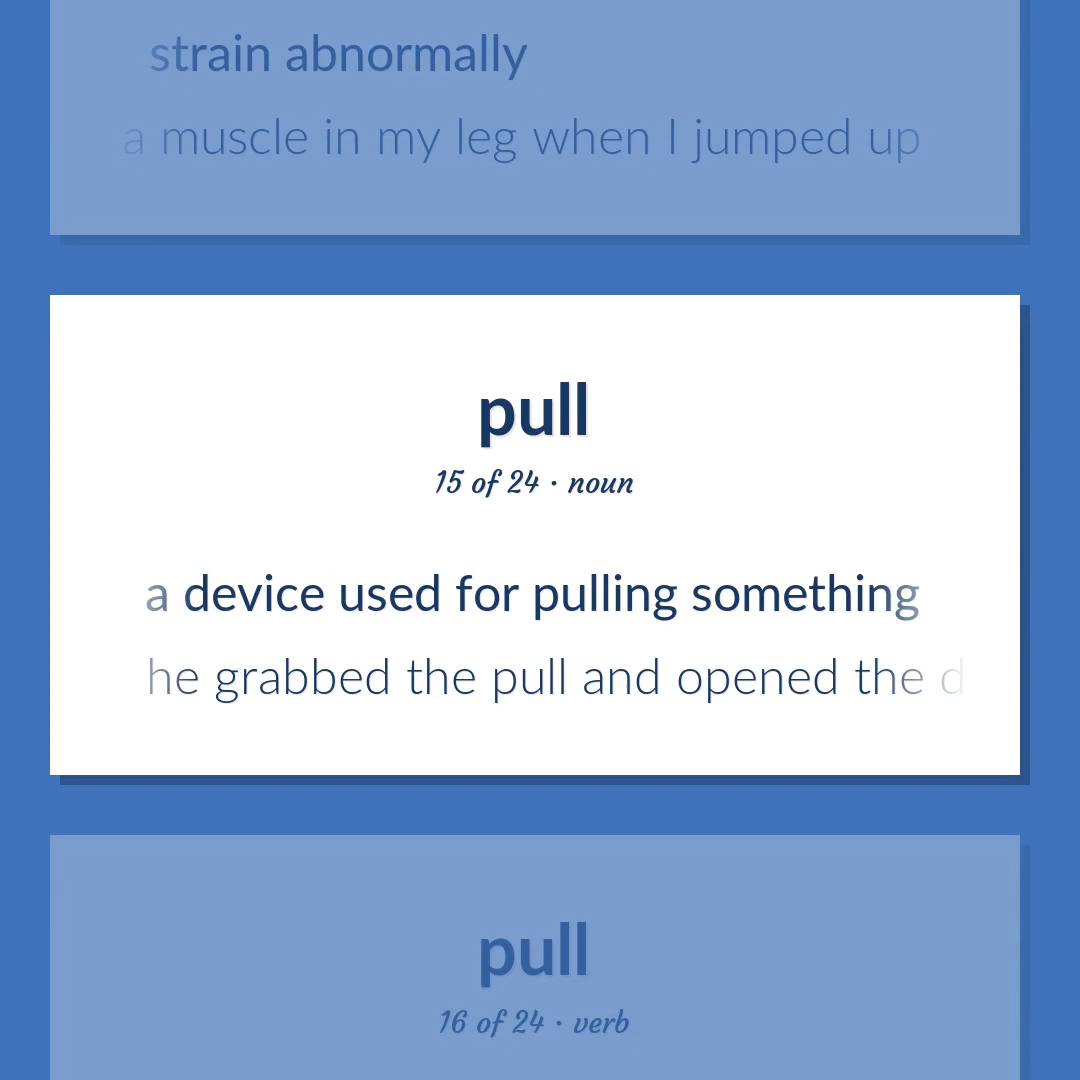 strain abnormally
a muscle in my leg when I jumped up
pull
15 of 24 · noun
a device used for pulling something
he grabbed the pull and opened the d
pull
16 of 24 · verb